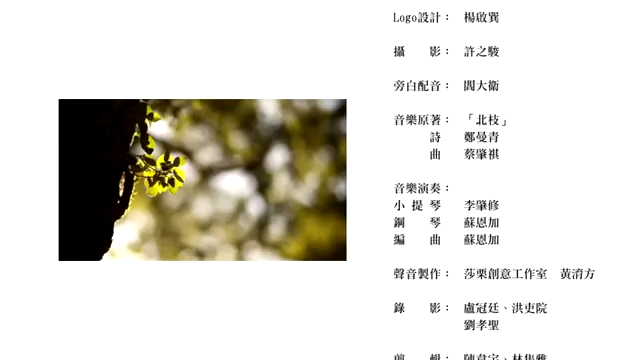 Logo設計： 楊啟巽
攝　　影： 許之駿
旁白配音： 閻大衛
音樂原著： 「北枝」
詩 鄭曼青
曲 蔡肇祺
音樂演奏：
小 提 琴 李肇修
鋼　　琴 蘇恩加
編　　曲 蘇恩加
聲音製作： 莎栗創意工作室　黃淯方
錄　　影： 盧冠廷、洪吏院
劉孝聖